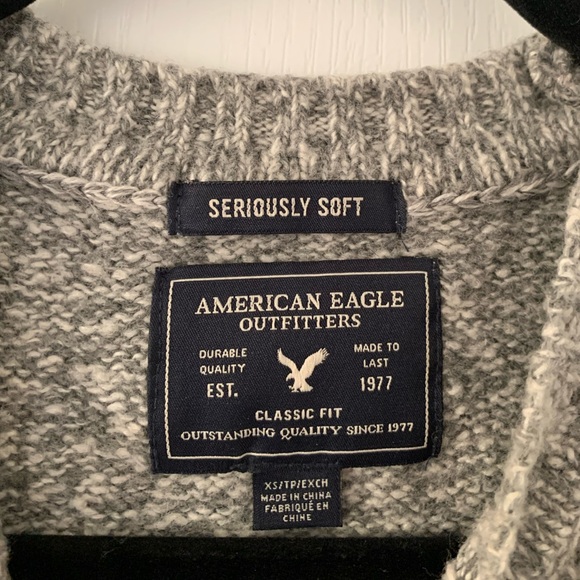 SERIOUSLY SOFT
AMERICAN EAGLE
OUTFITTERS
DURABLE
QUALITY
EST.
MADE TO
LAST
1977
CLASSIC FIT
OUTSTANDING QUALITY SINCE 1977
XS/TP/EXCH
MADE IN CHINA
FABRIQUÉ EN
CHINE